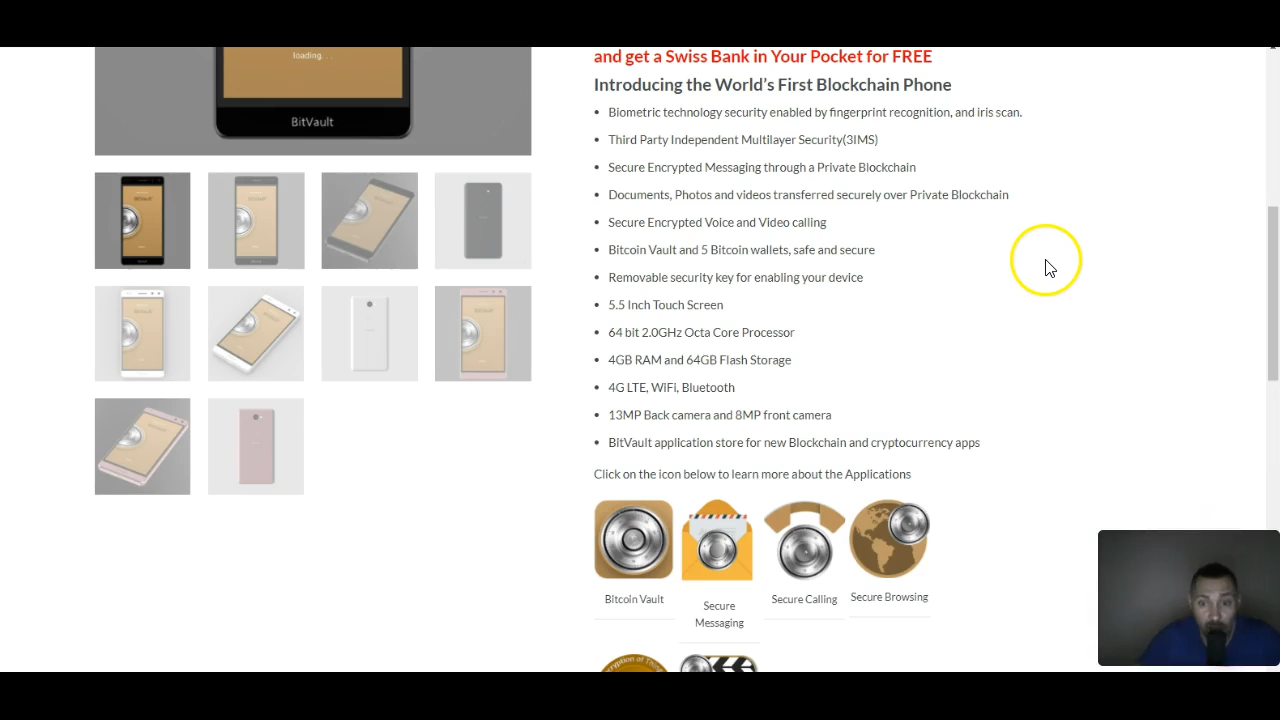 loading. . .
BitVault
and get a Swiss Bank in Your Pocket for FREE
Introducing the World's First Blockchain Phone
• Biometric technology security enabled by fingerprint recognition, and iris scan.
• Third Party Independent Multilayer Security(3IMS)
• Secure Encrypted Messaging through a Private Blockchain
• Documents, Photos and videos transferred securely over Private Blockchain
• Secure Encrypted Voice and Video calling
• Bitcoin Vault and 5 Bitcoin wallets, safe and secure
• Removable security key for enabling your device
• 5.5 Inch Touch Screen
• 64 bit 2.0GHz Octa Core Processor
• 4GB RAM and 64GB Flash Storage
• 4G LTE, WiFi, Bluetooth
• 13MP Back camera and 8MP front camera
• BitVault application store for new Blockchain and cryptocurrency apps
Click on the icon below to learn more about the Applications
Bitcoin Vault
Secure
Messaging
Secure Calling
Secure Browsing